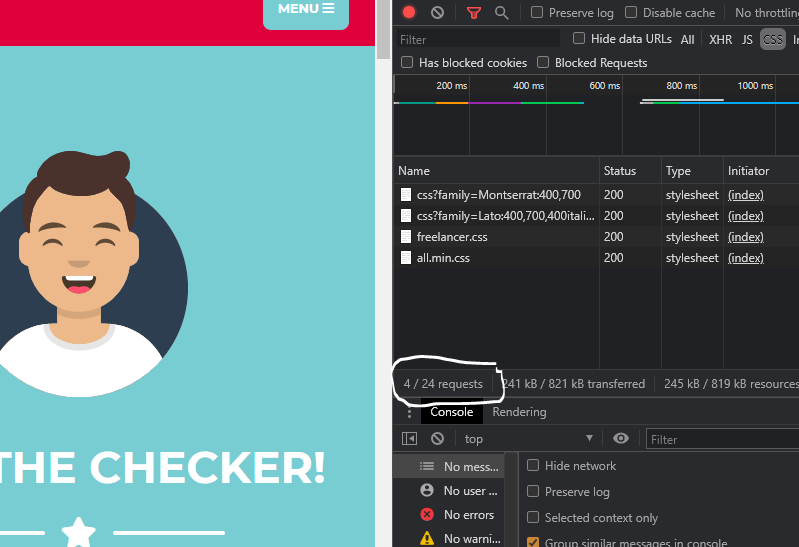 MENU
Preserve log Disable cache No throttling
Filter Hide data URLs All XHR JS CSS
Has blocked cookies Blocked Requests
200 ms 400 ms 600 ms 800 ms 1000 ms
Name Status Type Initiator
css?family=Montserrat:400,700 200 stylesheet (index)
css?family=Lato:400,700,400itali... 200 stylesheet (index)
freelancer.css 200 stylesheet (index)
all.min.css 200 stylesheet (index)
4 / 24 requests 241 kB / 821 kB transferred 245 kB / 819 kB resources
Console Rendering
top Filter
No mess... Hide network
No user ... Preserve log
No errors Selected context only
No warni... Group similar messages in console
THE CHECKER!